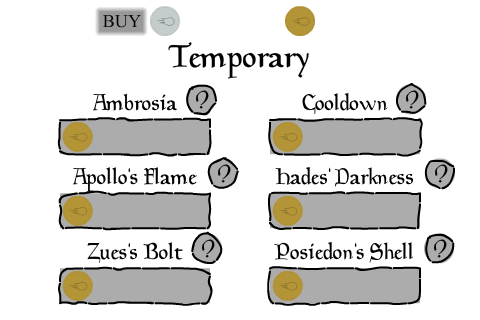 BUY
Temporary
Ambrosia ? Cooldown ?
Apollo's Flame ? Hades' Darkness ?
Zues's Bolt ? Posiedon's Shell ?